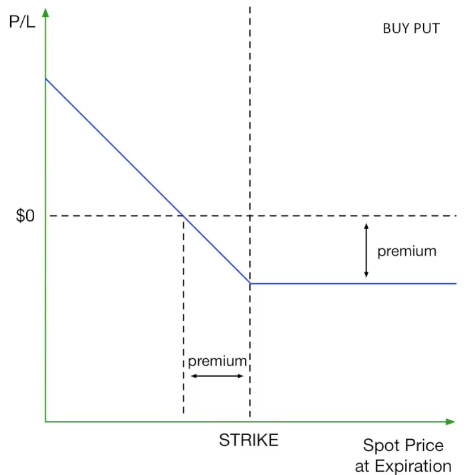 P/L
BUY PUT
$0
premium
premium
STRIKE
Spot Price
at Expiration